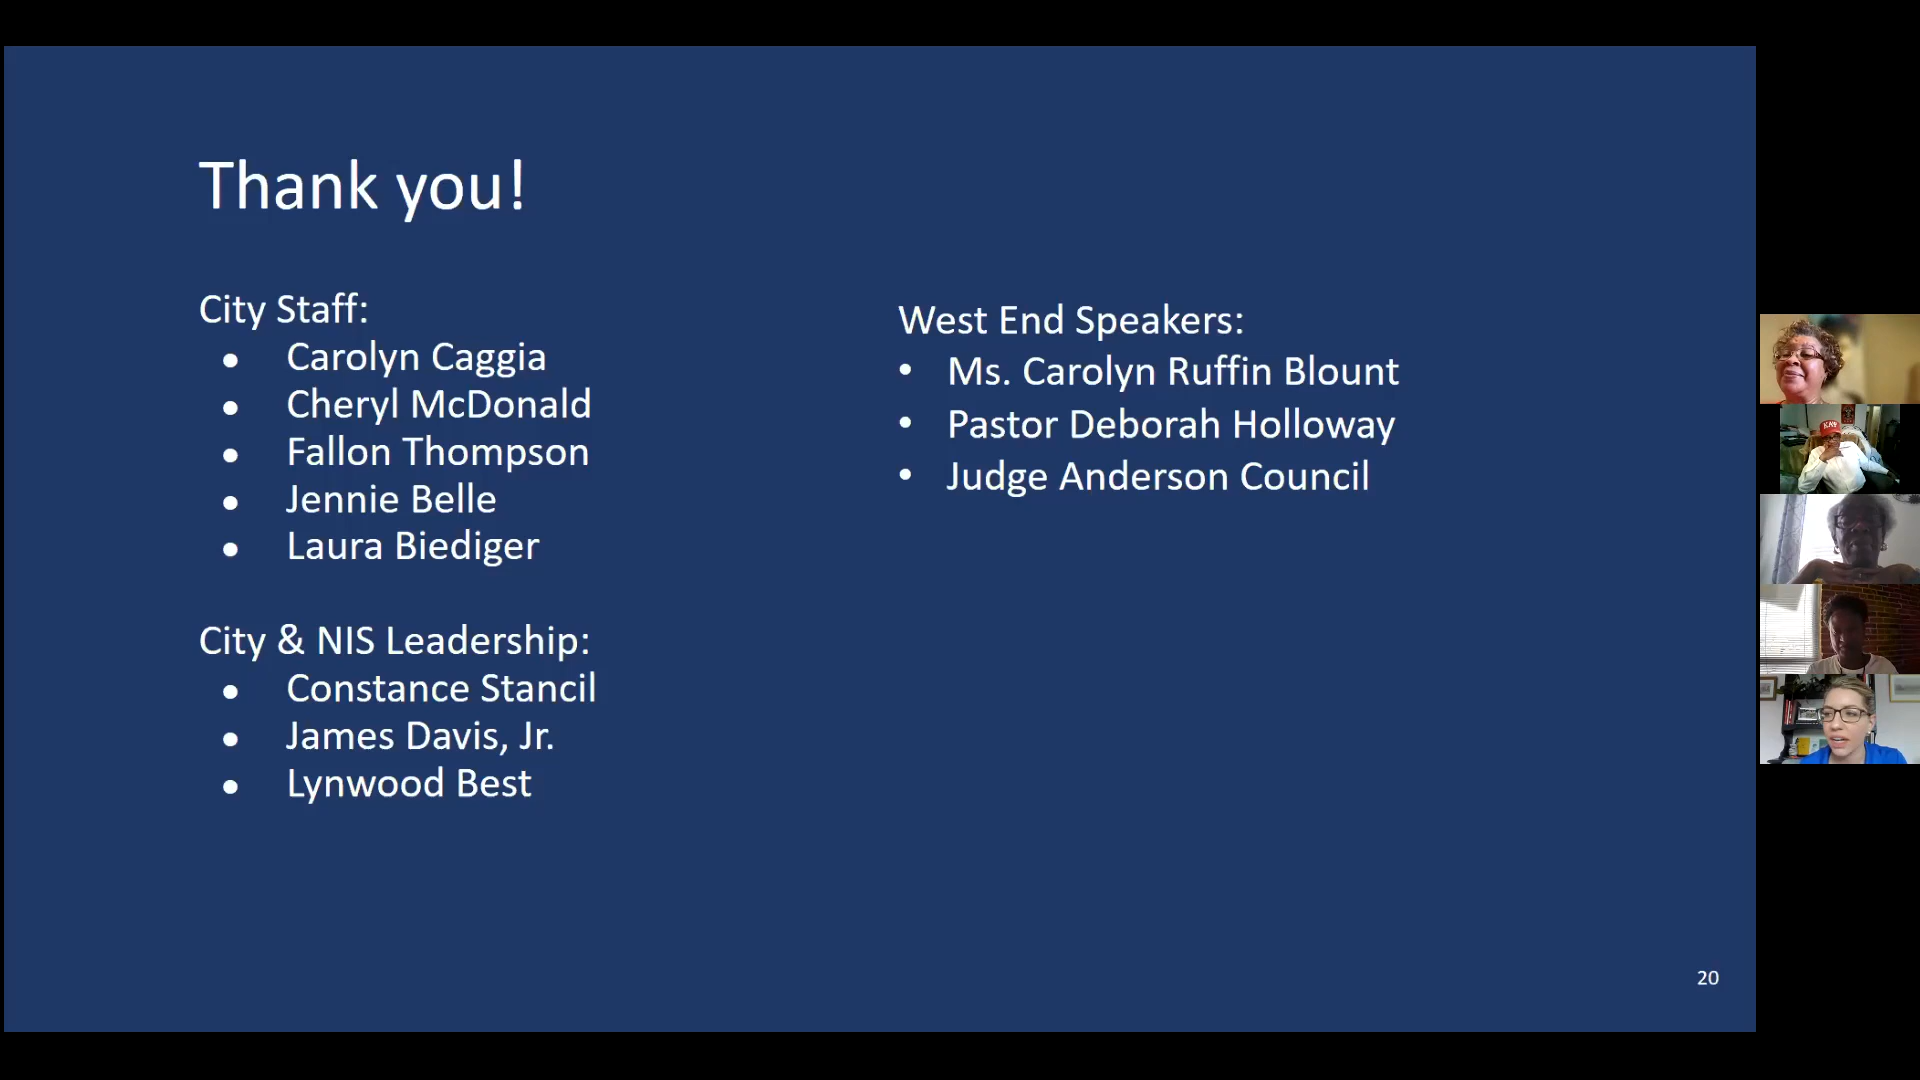 Thank you!
City Staff:
● Carolyn Caggia
● Cheryl McDonald
● Fallon Thompson
● Jennie Belle
● Laura Biediger
City & NIS Leadership:
● Constance Stancil
● James Davis, Jr.
● Lynwood Best
West End Speakers:
• Ms. Carolyn Ruffin Blount
• Pastor Deborah Holloway
• Judge Anderson Council
20